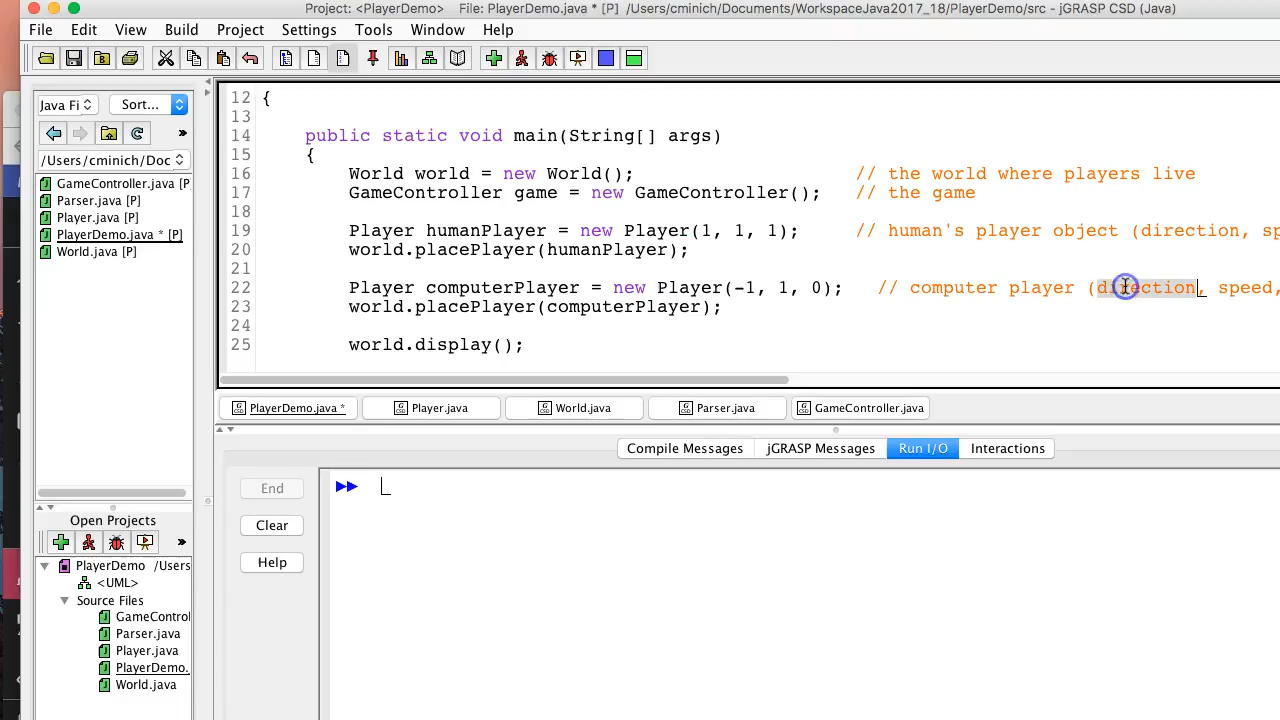 Project: <PlayerDemo> File: PlayerDemo.java * [P] /Users/cminich/Documents/WorkspaceJava2017_18/PlayerDemo/src - jGRASP CSD (Java)
File Edit View Build Project Settings Tools Window Help
Java Fi Sort...
»
/Users/cminich/Doc
GameController.java [P]
Parser.java [P]
Player.java [P]
PlayerDemo.java * [P]
World.java [P]
12 {
13
14 public static void main(String[] args)
15 {
16 World world = new World(); // the world where players live
17 GameController game = new GameController(); // the game
18
19 Player humanPlayer = new Player(1, 1, 1); // human's player object (direction, sp
20 world.placePlayer(humanPlayer);
21
22 Player computerPlayer = new Player(-1, 1, 0); // computer player (direction, speed,
23 world.placePlayer(computerPlayer);
24
25 world.display();
PlayerDemo.java * Player.java World.java Parser.java GameController.java
Compile Messages jGRASP Messages Run I/O Interactions
End
Clear
Help
Open Projects
»
PlayerDemo /Users
<UML>
Source Files
GameControl
Parser.java
Player.java
PlayerDemo.
World.java